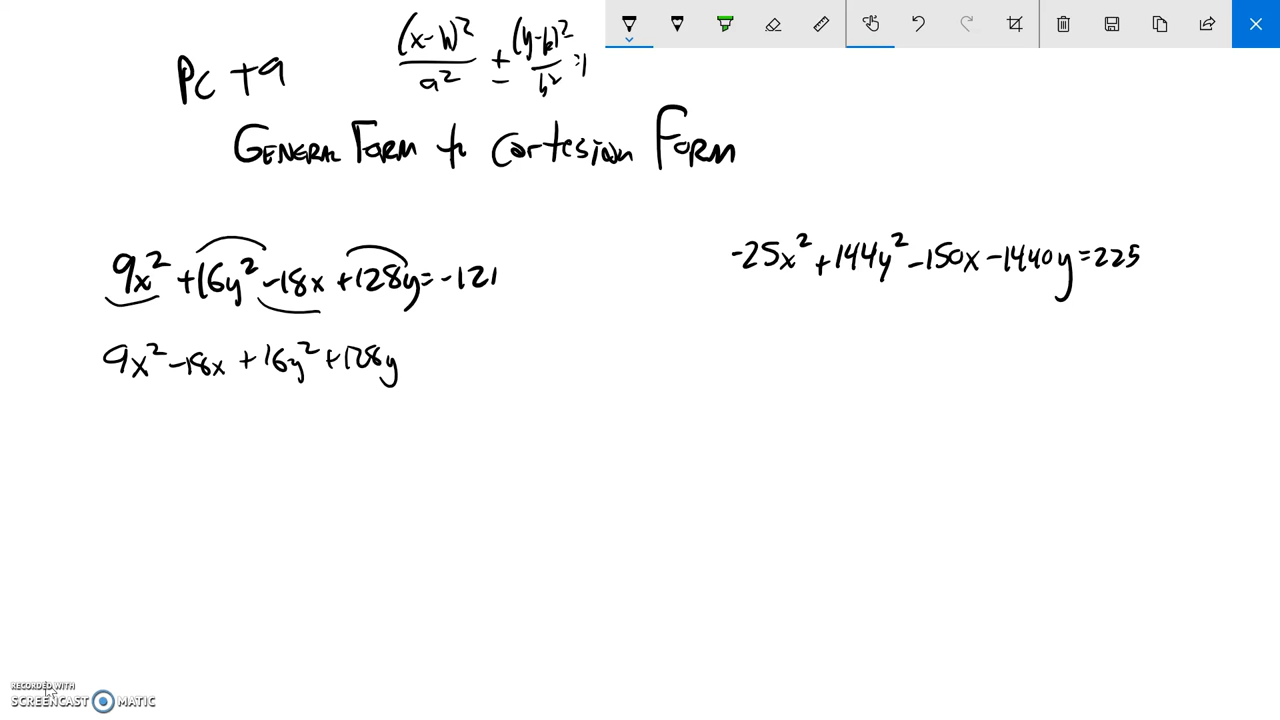 (x-h)²/a² ± (y-k)²/b² =1
Pc +9
GENERAL FORM to Cartesian FORM
9x² +16y² -18x +128y= -121
-25x² +144y² -150x -1440y =225
9x² -18x +16y² +128y
RECORDED WITH
SCREENCAST MATIC